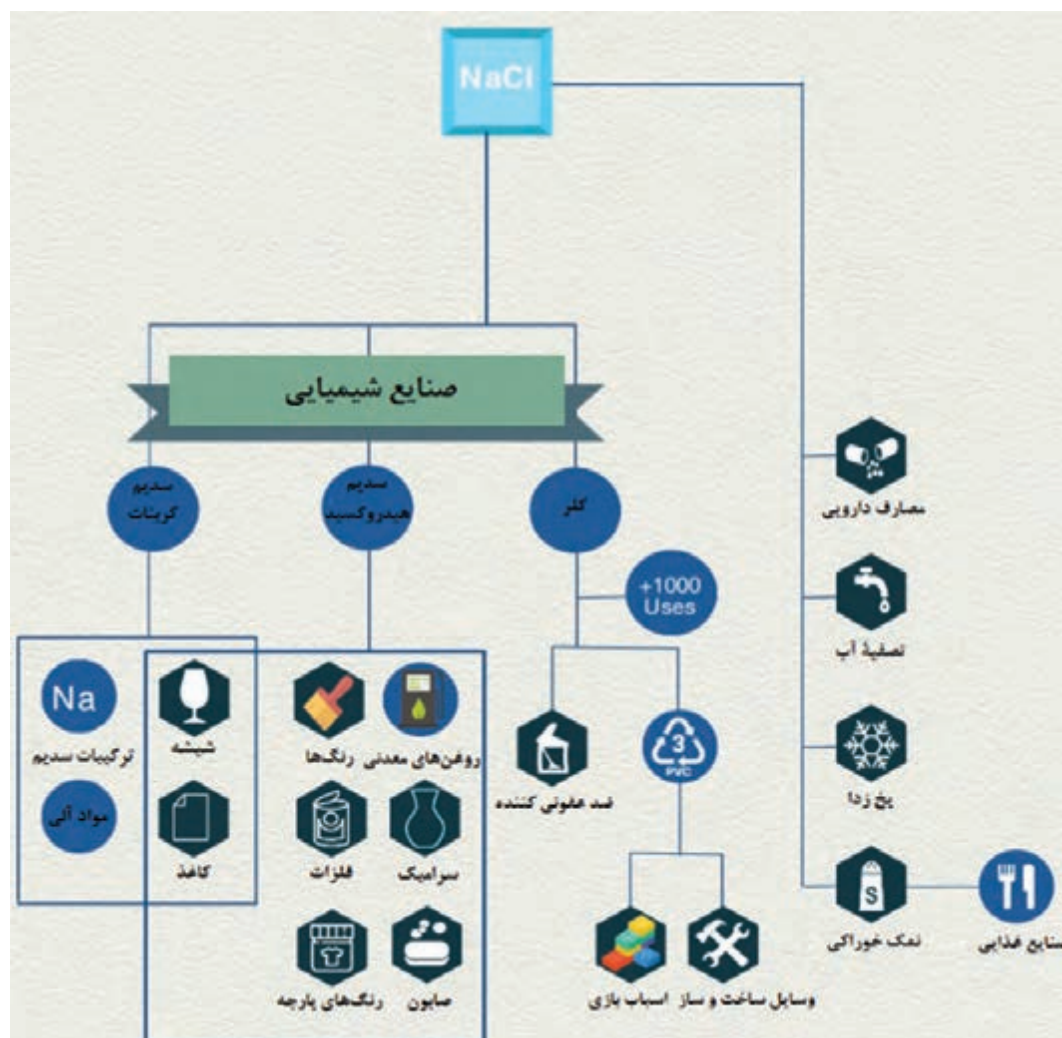 NaCl
صنایع شیمیایی
سدیم
کربنات
سدیم
هیدروکسید
کلر
+1000
Uses
مصارف دارویی
تصفیهٔ آب
یخ زدا
نمک خوراکی
S
صنایع غذایی
3
PVC
ضد عفونی کننده
وسایل ساخت و ساز
اسباب بازی
روغن‌های معدنی
رنگ‌ها
سرامیک
فلزات
صابون
رنگ‌های پارچه
شیشه
کاغذ
Na
ترکیبات سدیم
مواد آلی